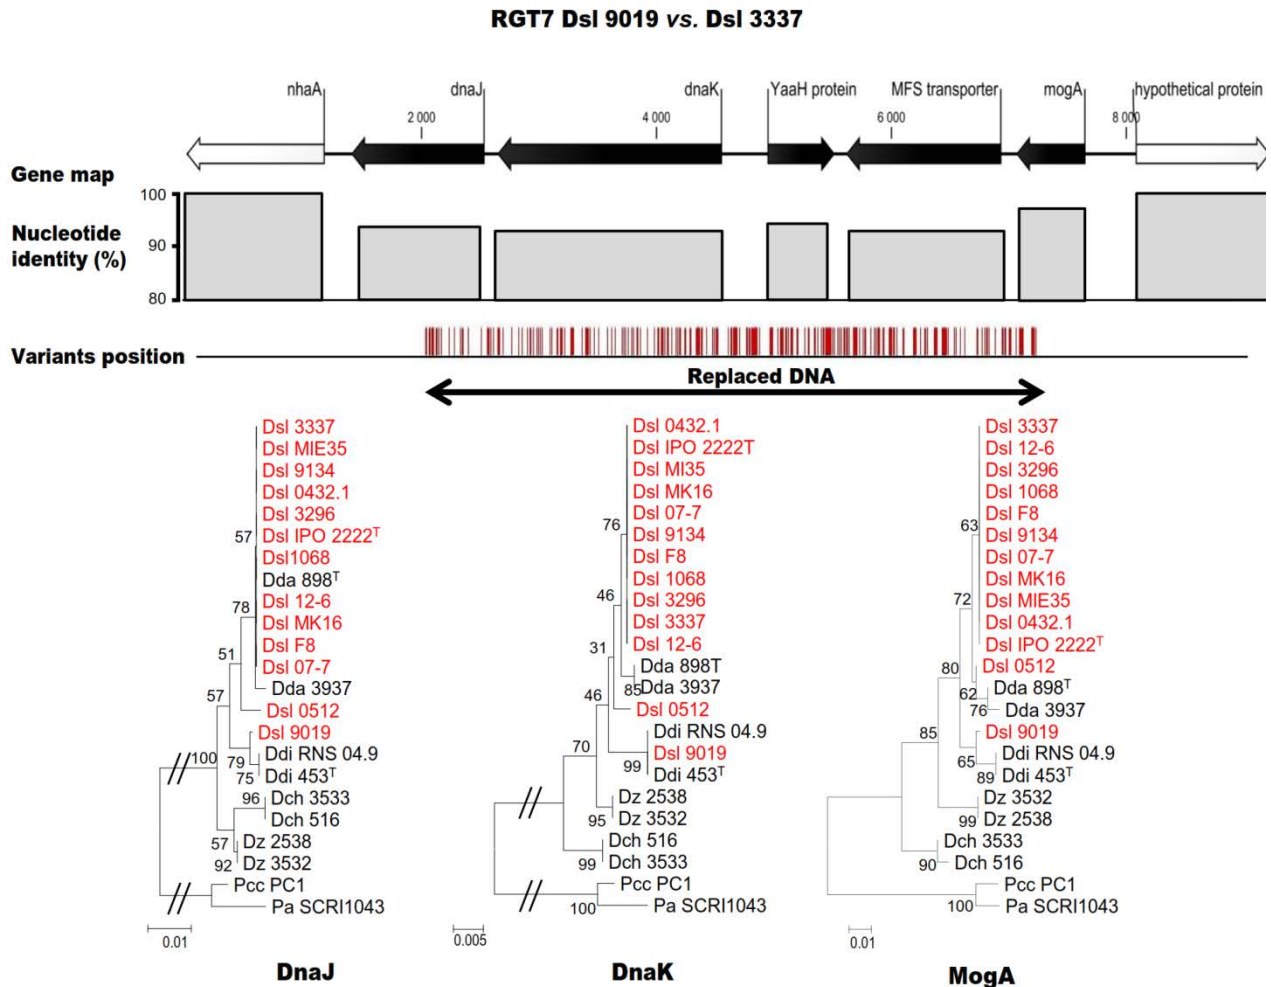 RGT7 Dsl 9019 vs. Dsl 3337
nhaA dnaJ dnaK YaaH protein MFS transporter mogA hypothetical protein
2 000 4 000 6 000 8 000
Gene map
100
Nucleotide
identity (%)
90
80
Variants position
Replaced DNA
Dsl 3337
Dsl MIE35
Dsl 9134
Dsl 0432.1
Dsl 3296
57 Dsl IPO 2222T
Dsl1068
Dda 898T
Dsl 12-6
78 Dsl MK16
Dsl F8
51 Dsl 07-7
Dda 3937
57 Dsl 0512
Dsl 9019
100 79 Ddi RNS 04.9
75 Ddi 453T
96 Dch 3533
Dch 516
57 Dz 2538
92 Dz 3532
Pcc PC1
Pa SCRI1043
0.01
DnaJ
Dsl 0432.1
Dsl IPO 2222T
Dsl MI35
Dsl MK16
Dsl 07-7
76 Dsl 9134
Dsl F8
Dsl 1068
46 Dsl 3296
Dsl 3337
31 Dsl 12-6
Dda 898T
85 Dda 3937
46 Dsl 0512
Ddi RNS 04.9
70 Dsl 9019
99 Ddi 453T
Dz 2538
95 Dz 3532
Dch 516
99 Dch 3533
Pcc PC1
100 Pa SCRI1043
0.005
DnaK
Dsl 3337
Dsl 12-6
Dsl 3296
Dsl 1068
Dsl F8
63 Dsl 9134
Dsl 07-7
Dsl MK16
72 Dsl MIE35
Dsl 0432.1
Dsl IPO 2222T
80 Dsl 0512
62 Dda 898T
76 Dda 3937
85 Dsl 9019
65 Ddi RNS 04.9
89 Ddi 453T
Dz 3532
99 Dz 2538
Dch 3533
90 Dch 516
Pcc PC1
100 Pa SCRI1043
0.01
MogA